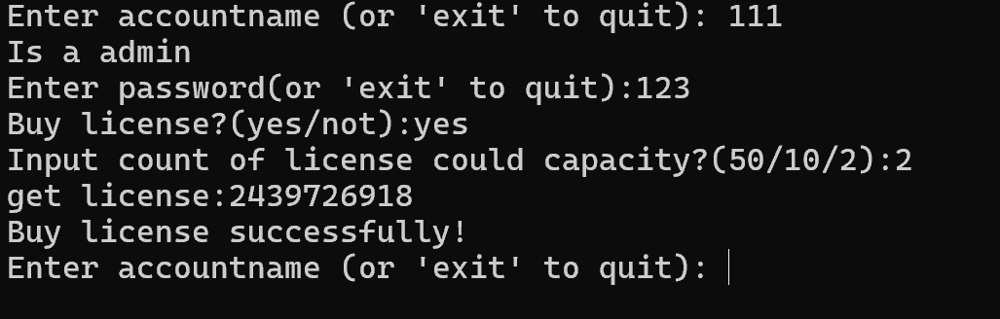 Enter accountname (or 'exit' to quit): 111
Is a admin
Enter password(or 'exit' to quit):123
Buy license?(yes/not):yes
Input count of license could capacity?(50/10/2):2
get license:2439726918
Buy license successfully!
Enter accountname (or 'exit' to quit):